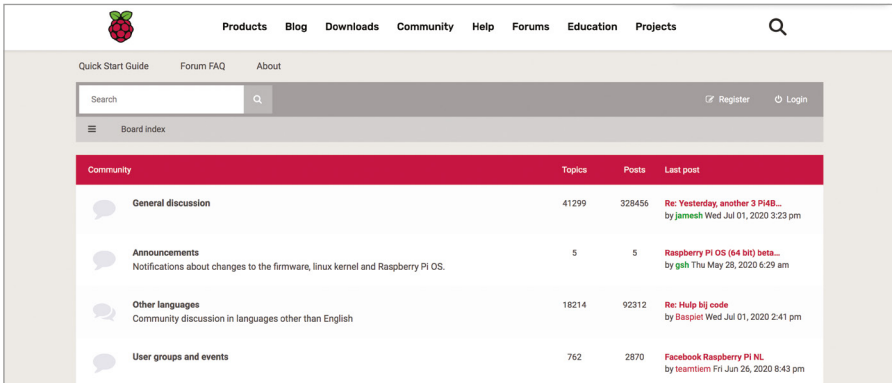 Products Blog Downloads Community Help Forums Education Projects
Quick Start Guide Forum FAQ About
Search Register Login
Board index
Community Topics Posts Last post
General discussion 41299 328456 Re: Yesterday, another 3 Pi4B...
by jamesh Wed Jul 01, 2020 3:23 pm
Announcements 5 5 Raspberry Pi OS (64 bit) beta...
Notifications about changes to the firmware, linux kernel and Raspberry Pi OS. by gsh Thu May 28, 2020 6:29 am
Other languages 18214 92312 Re: Hulp bij code
Community discussion in languages other than English by Baspiet Wed Jul 01, 2020 2:41 pm
User groups and events 762 2870 Facebook Raspberry Pi NL
by teamtiem Fri Jun 26, 2020 8:43 pm